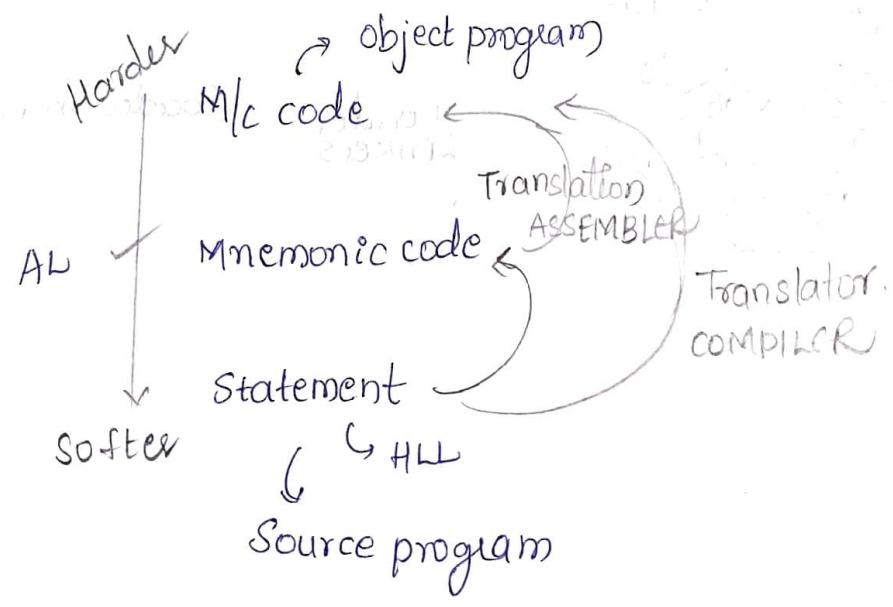 Object program
Harder
M/c code
Translation
ASSEMBLER
AL
Mnemonic code
Translator.
COMPILER
Statement
Softer
HLL
Source program